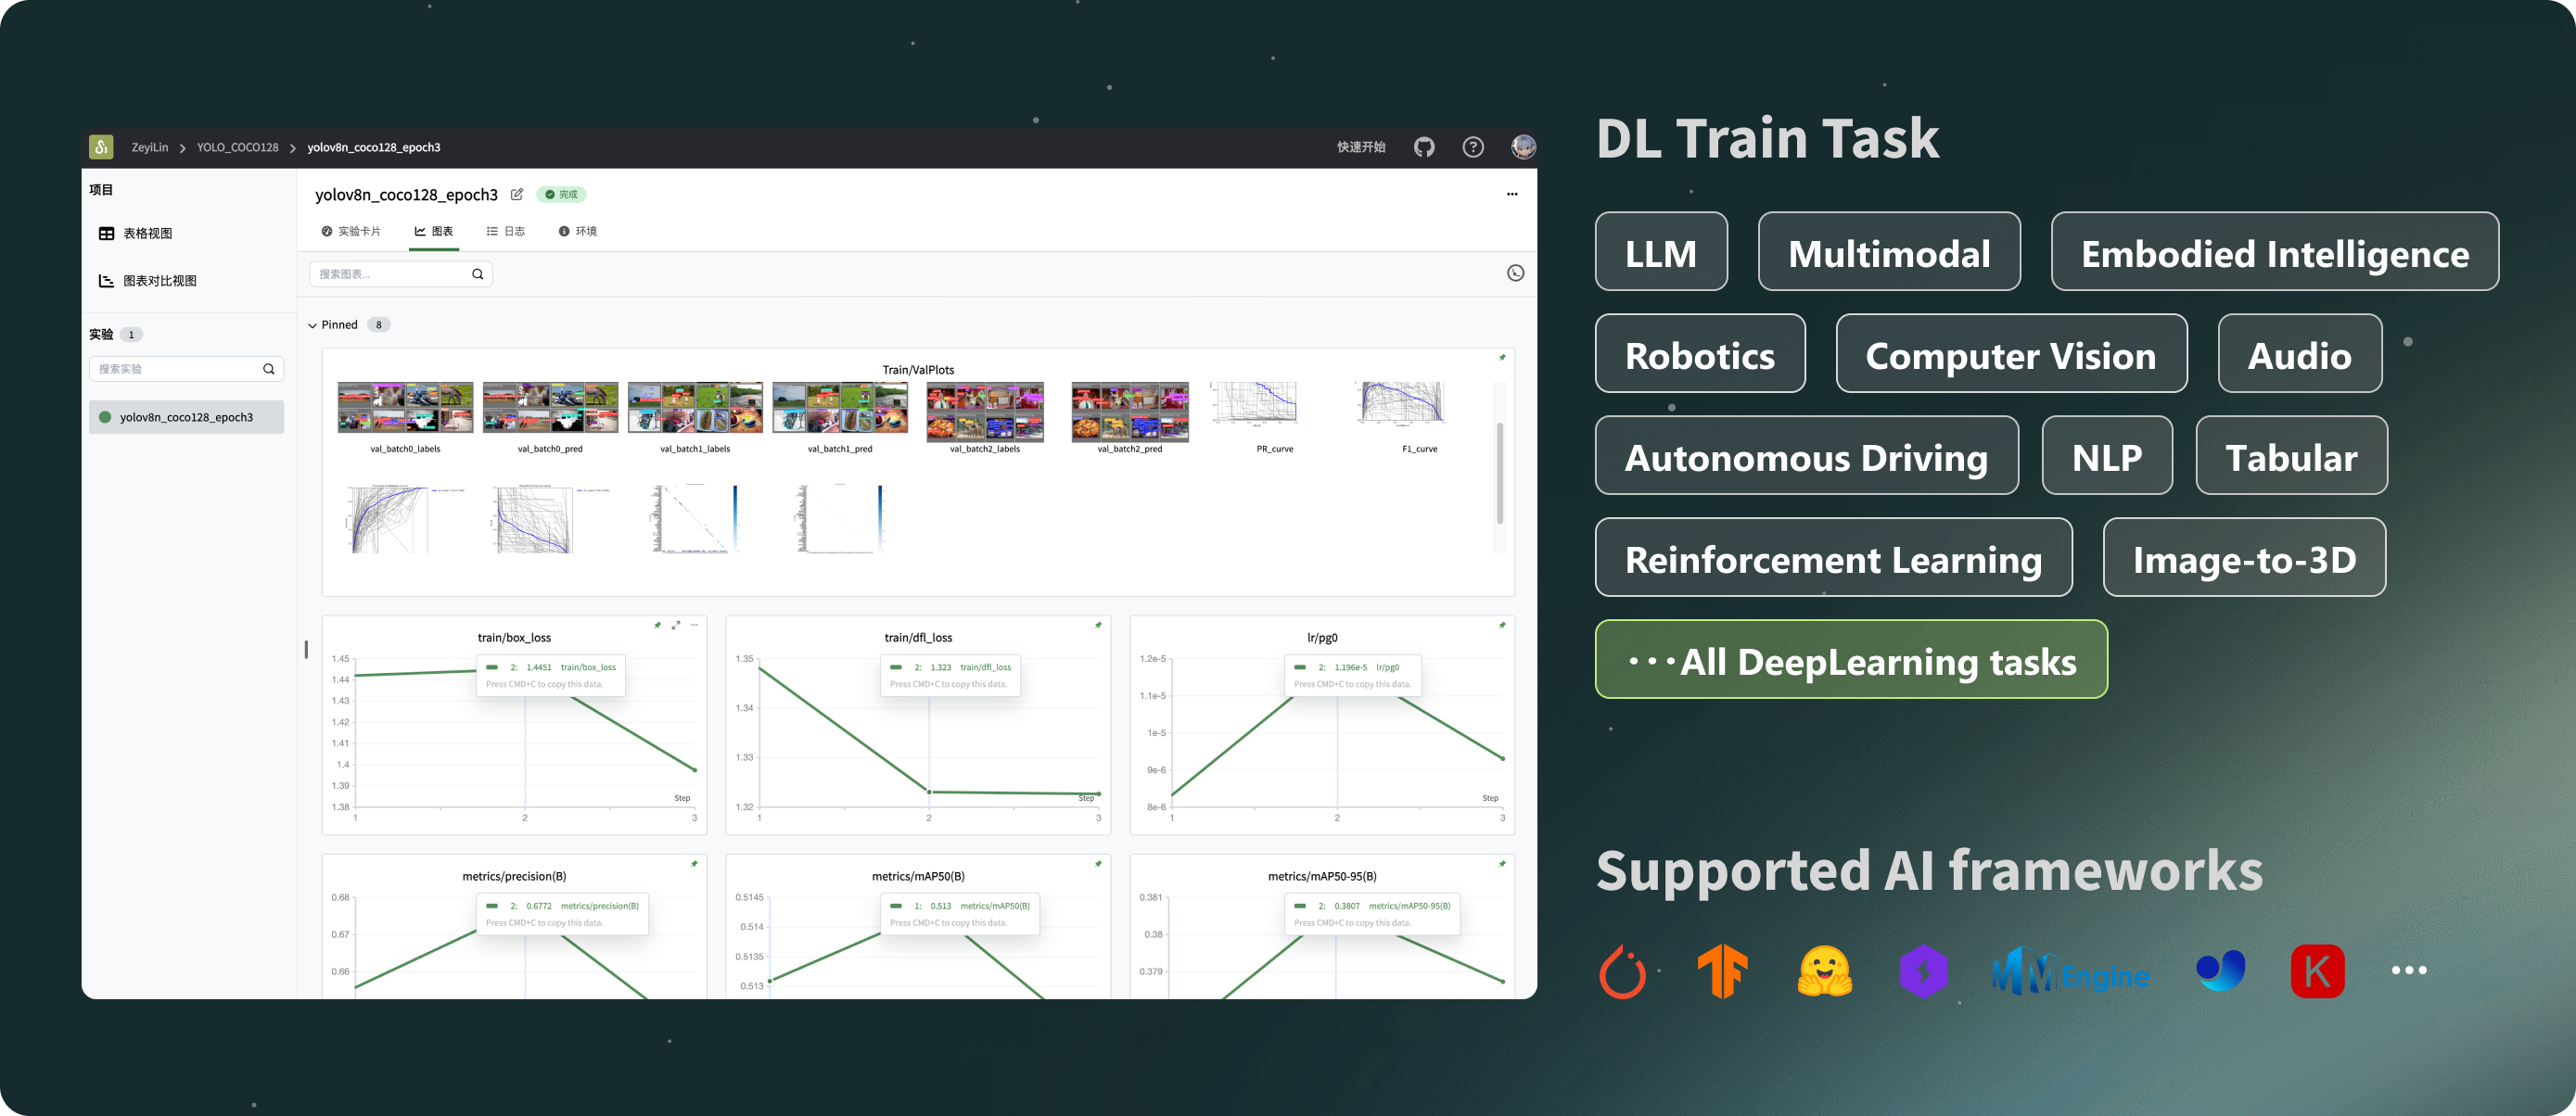 ZeyiLin > YOLO_COCO128 > yolov8n_coco128_epoch3
快速开始
项目
表格视图
图表对比视图
实验 1
搜索实验
yolov8n_coco128_epoch3
yolov8n_coco128_epoch3
完成
实验卡片 图表 日志 环境
搜索图表...
Pinned 8
Train/ValPlots
val_batch0_labels val_batch0_pred val_batch1_labels val_batch1_pred val_batch2_labels val_batch2_pred PR_curve F1_curve
train/box_loss
2: 1.4451 train/box_loss
Press CMD+C to copy this data.
1.45
1.44
1.43
1.42
1.41
1.4
1.39
1.38
Step
1 2 3
train/dfl_loss
2: 1.323 train/dfl_loss
Press CMD+C to copy this data.
1.35
1.34
1.33
1.32
Step
1 2 3
lr/pg0
2: 1.196e-5 lr/pg0
Press CMD+C to copy this data.
1.2e-5
1.1e-5
1e-5
9e-6
8e-6
Step
1 2 3
metrics/precision(B)
2: 0.6772 metrics/precision(B)
Press CMD+C to copy this data.
0.68
0.67
0.66
metrics/mAP50(B)
1: 0.513 metrics/mAP50(B)
Press CMD+C to copy this data.
0.5145
0.514
0.5135
0.513
metrics/mAP50-95(B)
2: 0.3807 metrics/mAP50-95(B)
Press CMD+C to copy this data.
0.381
0.38
0.379
DL Train Task
LLM Multimodal Embodied Intelligence
Robotics Computer Vision Audio
Autonomous Driving NLP Tabular
Reinforcement Learning Image-to-3D
···All DeepLearning tasks
Supported AI frameworks
MMEngine
K
...